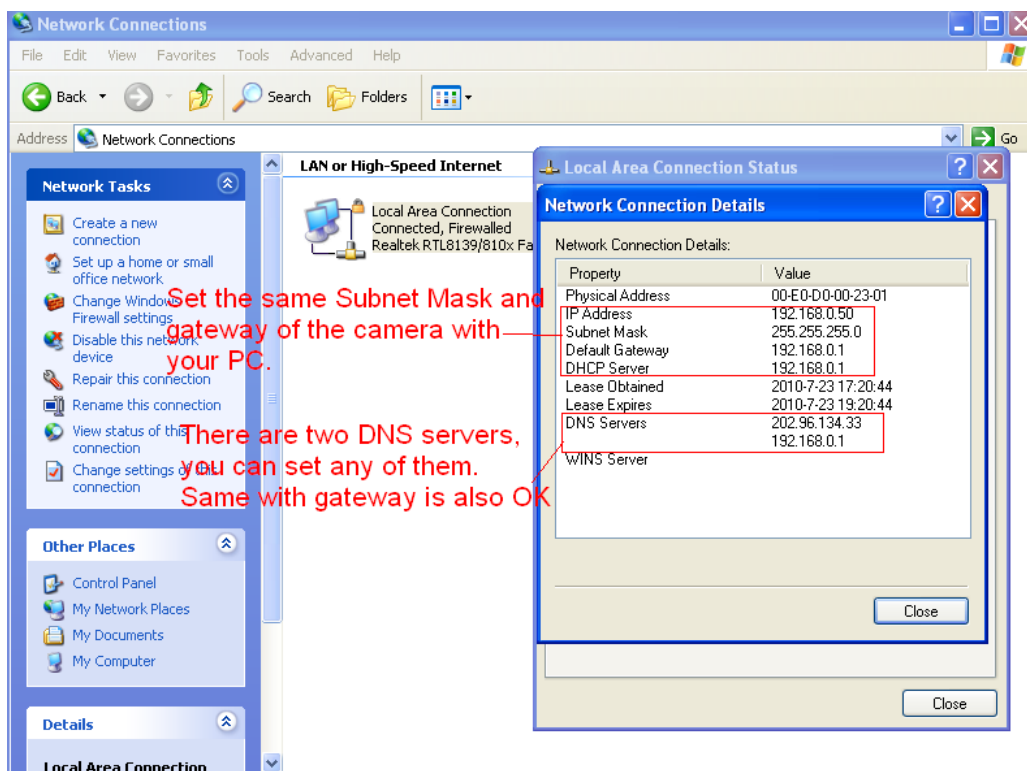 Network Connections
File Edit View Favorites Tools Advanced Help
Back Search Folders
Address Network Connections Go
Network Tasks
Create a new
connection
Set up a home or small
office network
Change Windows
Firewall settings
Disable this network
device
Repair this connection
Rename this connection
View status of this
connection
Change settings of this
connection
Other Places
Control Panel
My Network Places
My Documents
My Computer
Details
Local Area Connection
LAN or High-Speed Internet
Local Area Connection
Connected, Firewalled
Realtek RTL8139/810x Fa
Set the same Subnet Mask and
gateway of the camera with
your PC.
There are two DNS servers,
you can set any of them.
Same with gateway is also OK
Local Area Connection Status
Network Connection Details
Network Connection Details:
Property Value
Physical Address 00-E0-D0-00-23-01
IP Address 192.168.0.50
Subnet Mask 255.255.255.0
Default Gateway 192.168.0.1
DHCP Server 192.168.0.1
Lease Obtained 2010-7-23 17:20:44
Lease Expires 2010-7-23 19:20:44
DNS Servers 202.96.134.33
192.168.0.1
WINS Server
Close
Close